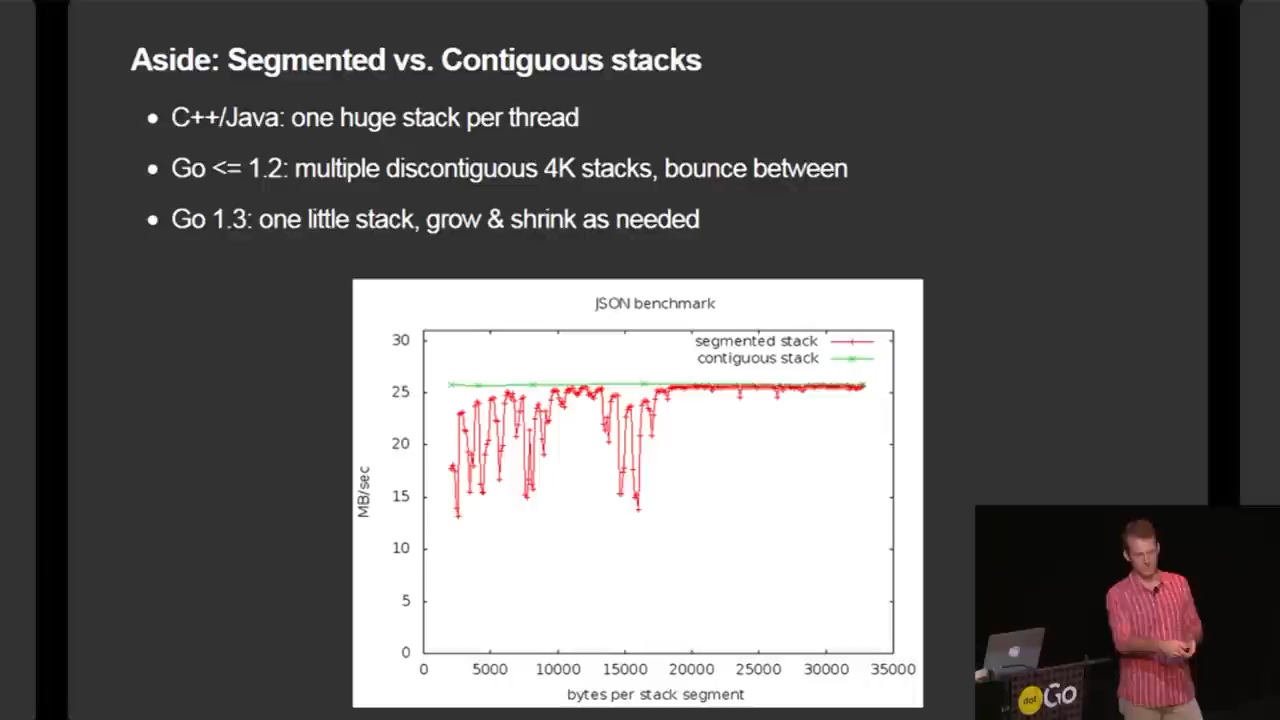 Aside: Segmented vs. Contiguous stacks
• C++/Java: one huge stack per thread
• Go <= 1.2: multiple discontiguous 4K stacks, bounce between
• Go 1.3: one little stack, grow & shrink as needed
JSON benchmark
segmented stack
contiguous stack
30
25
20
15
10
5
0
MB/sec
0 5000 10000 15000 20000 25000 30000 35000
bytes per stack segment
dotGo